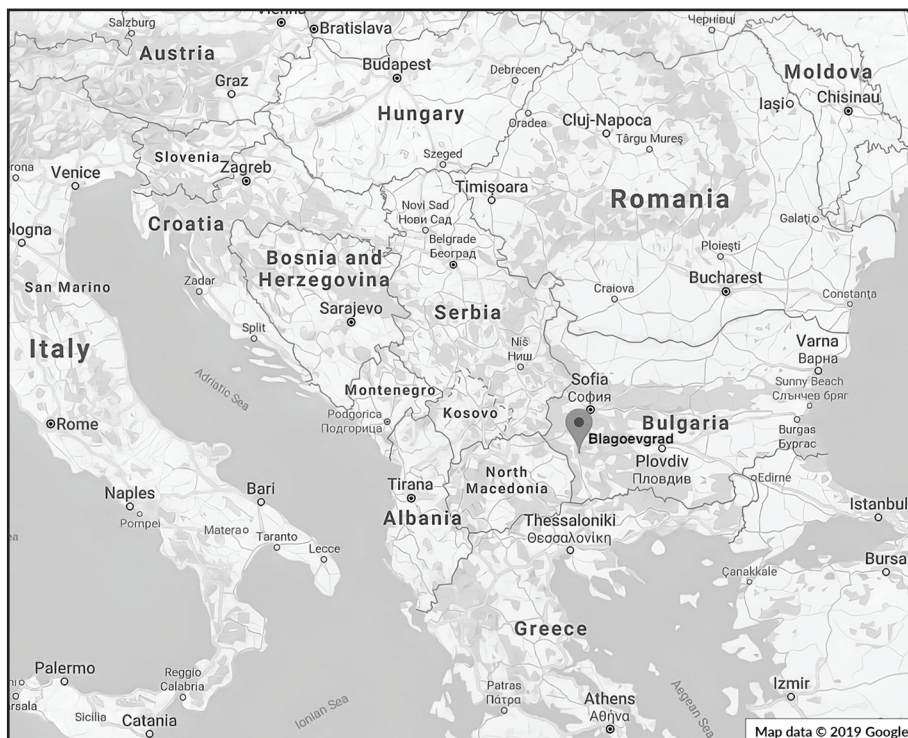 Vienna
Чернівці
Salzburg
Bratislava
Austria
Budapest
Debrecen
Moldova
Graz
Iași
Chisinau
Hungary
Oradea
Cluj-Napoca
Târgu Mureș
Slovenia
Szeged
rona
Venice
Zagreb
Timișoara
Romania
Novi Sad
Нови Сад
Croatia
Galați
logna
Belgrade
Београд
Ploiești
Bosnia and
Herzegovina
Zadar
San Marino
Bucharest
Craiova
Constanța
Sarajevo
Serbia
Split
Italy
Niš
Ниш
Varna
Варна
Sofia
София
Sunny Beach
Слънчев бряг
Adriatic Sea
Montenegro
Podgorica
Подгорица
Kosovo
Bulgaria
Rome
Blagoevgrad
Burgas
Бургас
Plovdiv
Пловдив
North
Macedonia
Edirne
Tirana
Naples
Bari
Pompei
Albania
Istanbul
Thessaloniki
Θεσσαλονίκη
Matera
Taranto
Lecce
ea
Bursa
Çanakkale
Greece
Palermo
Reggio
Calabria
Patras
Πάτρα
Izmir
rsala
Sicilia
Catania
Ionian Sea
Athens
Αθήνα
Aegean Sea
Map data © 2019 Google